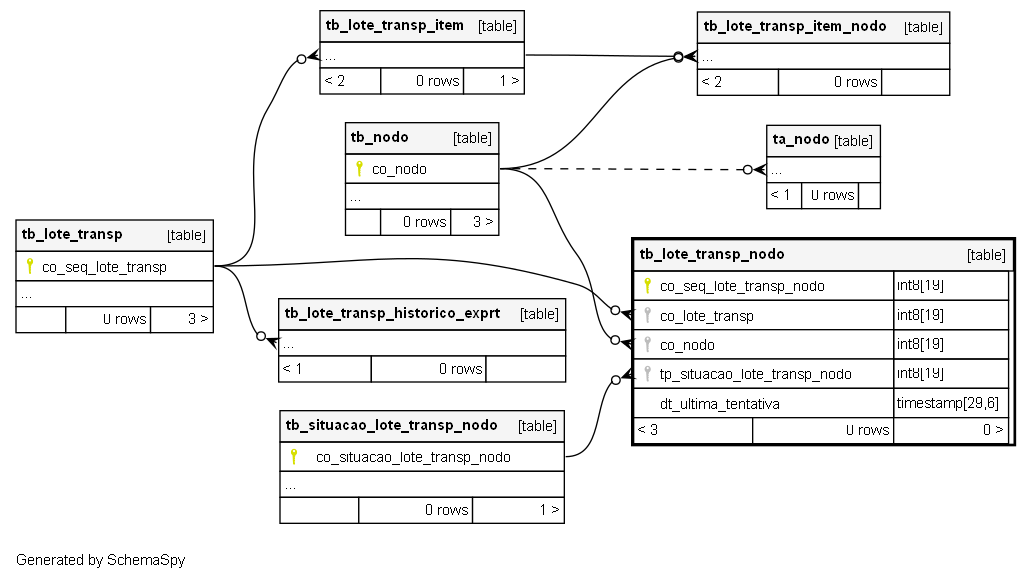 tb_lote_transp_item [table]
...
< 2 0 rows 1 >
tb_lote_transp_item_nodo [table]
...
< 2 0 rows
tb_nodo [table]
co_nodo
...
0 rows 3 >
ta_nodo [table]
...
< 1 0 rows
tb_lote_transp [table]
co_seq_lote_transp
...
0 rows 3 >
tb_lote_transp_nodo [table]
co_seq_lote_transp_nodo int8[19]
co_lote_transp int8[19]
co_nodo int8[19]
tp_situacao_lote_transp_nodo int8[19]
dt_ultima_tentativa timestamp[29,6]
< 3 0 rows 0 >
tb_lote_transp_historico_exprt [table]
...
< 1 0 rows
tb_situacao_lote_transp_nodo [table]
co_situacao_lote_transp_nodo
...
0 rows 1 >
Generated by SchemaSpy